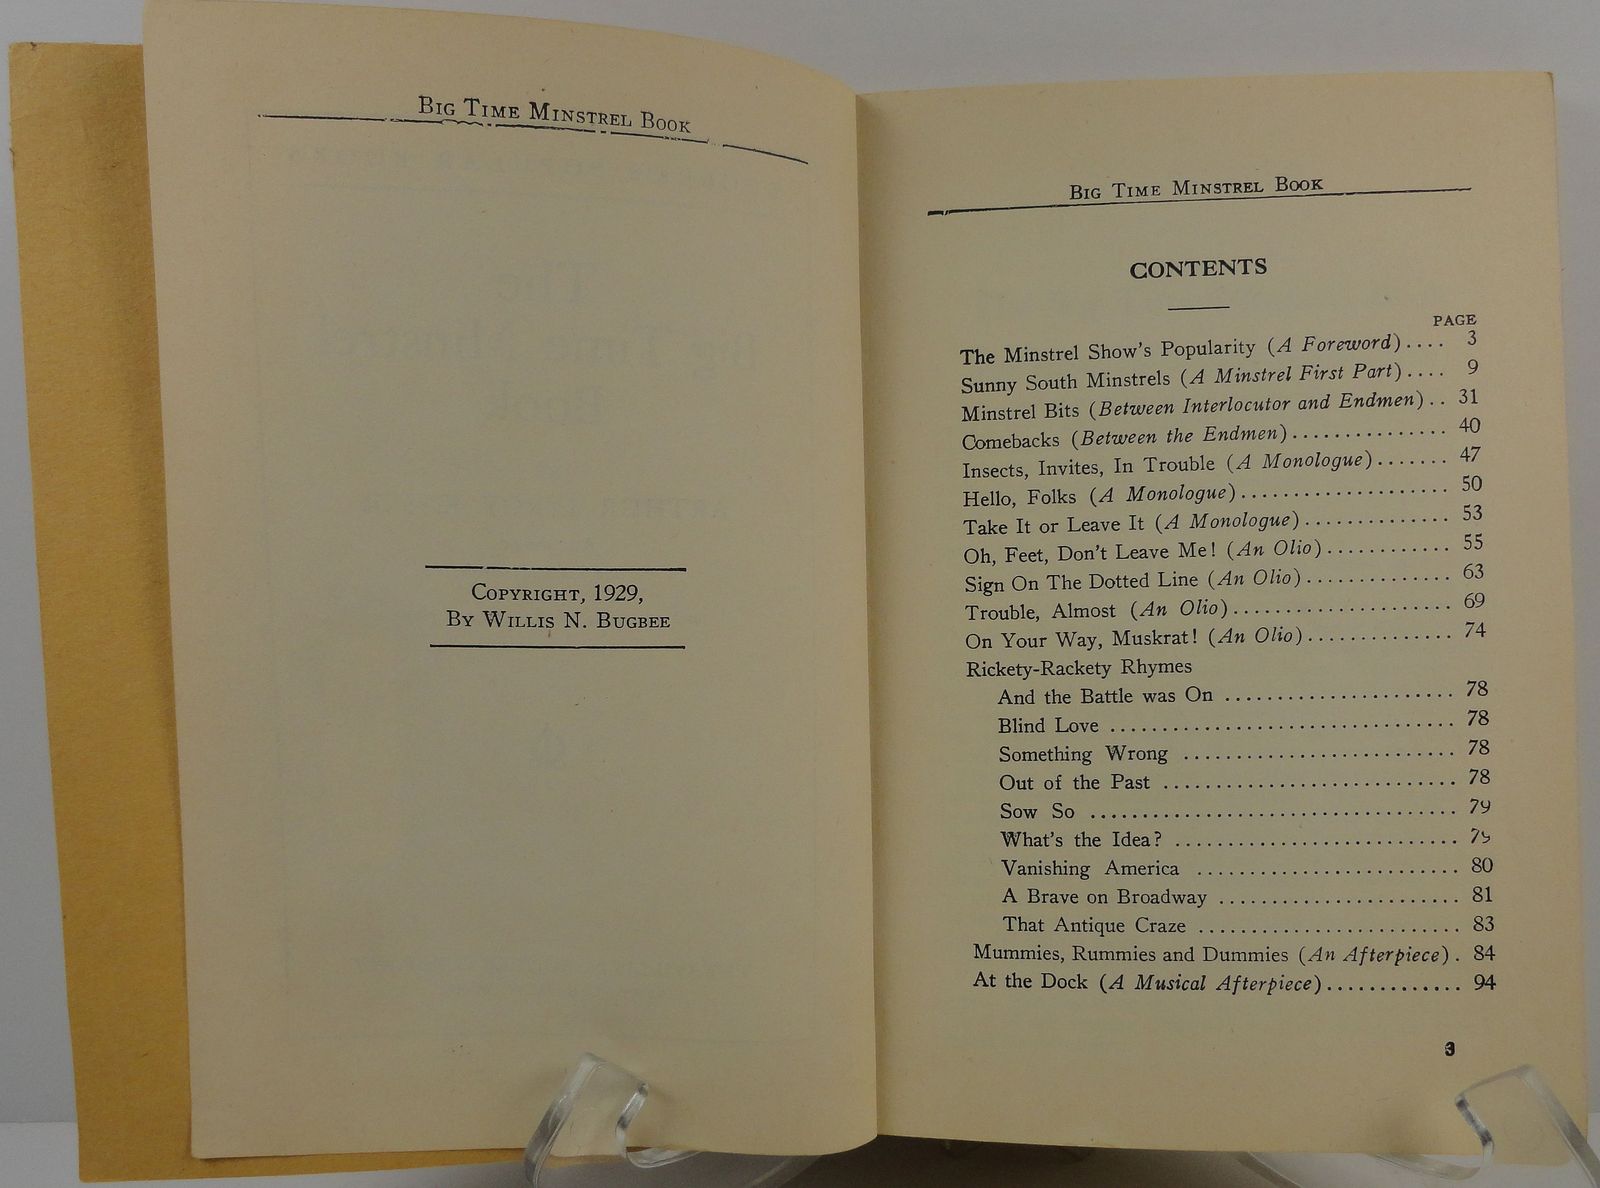 BIG TIME MINSTREL BOOK
COPYRIGHT, 1929,
BY WILLIS N. BUGBEE
BIG TIME MINSTREL BOOK
CONTENTS
PAGE
The Minstrel Show's Popularity (A Foreword).... 3
Sunny South Minstrels (A Minstrel First Part).... 9
Minstrel Bits (Between Interlocutor and Endmen).. 31
Comebacks (Between the Endmen)............... 40
Insects, Invites, In Trouble (A Monologue)....... 47
Hello, Folks (A Monologue).................... 50
Take It or Leave It (A Monologue).............. 53
Oh, Feet, Don't Leave Me! (An Olio)............ 55
Sign On The Dotted Line (An Olio).............. 63
Trouble, Almost (An Olio)..................... 69
On Your Way, Muskrat! (An Olio).............. 74
Rickety-Rackety Rhymes
And the Battle was On ...................... 78
Blind Love ................................. 78
Something Wrong .......................... 78
Out of the Past ............................ 78
Sow So ................................... 79
What's the Idea? ........................... 79
Vanishing America ......................... 80
A Brave on Broadway ....................... 81
That Antique Craze ......................... 83
Mummies, Rummies and Dummies (An Afterpiece). 84
At the Dock (A Musical Afterpiece)............. 94
3